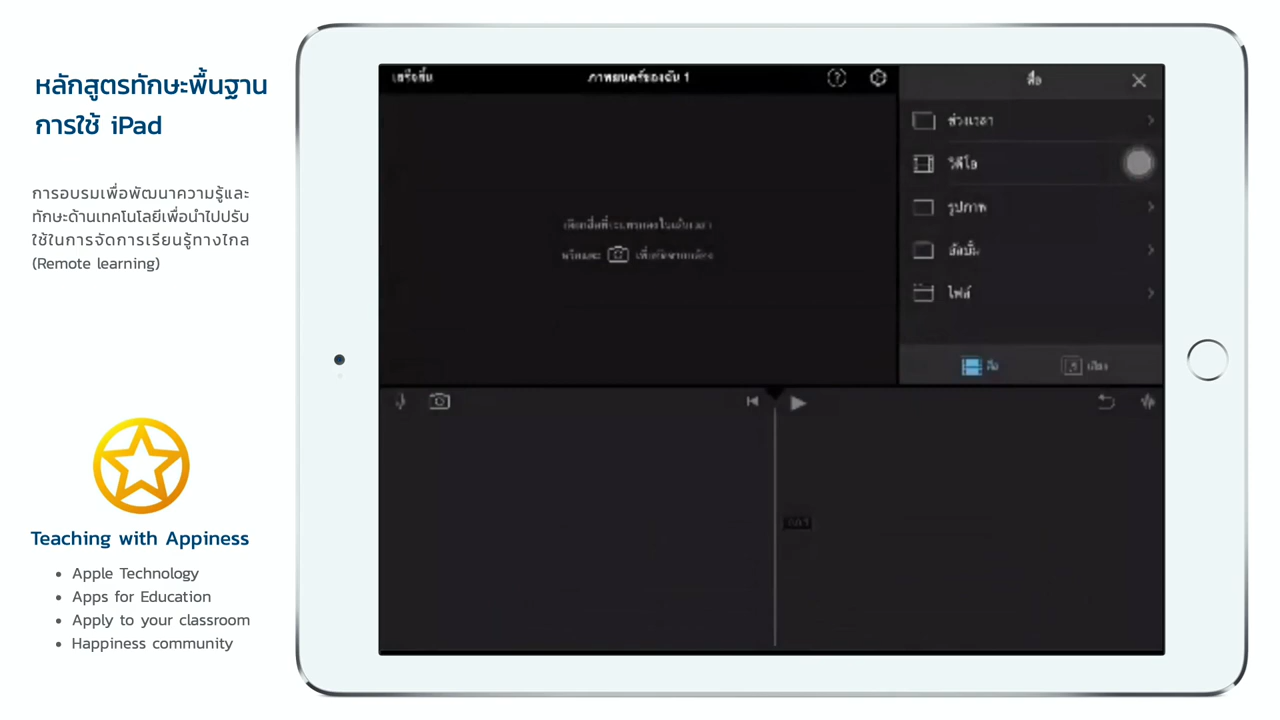 หลักสูตรทักษะพื้นฐาน
การใช้ iPad
การอบรมเพื่อพัฒนาความรู้และ
ทักษะด้านเทคโนโลยีเพื่อนำไปปรับ
ใช้ในการจัดการเรียนรู้ทางไกล
(Remote learning)
Teaching with Appiness
Apple Technology
Apps for Education
Apply to your classroom
Happiness community
เสร็จสิ้น
ภาพยนตร์ของฉัน 1
สื่อ
ช่วงเวลา
วิดีโอ
รูปภาพ
อัลบั้ม
ไฟล์
สื่อ
เสียง